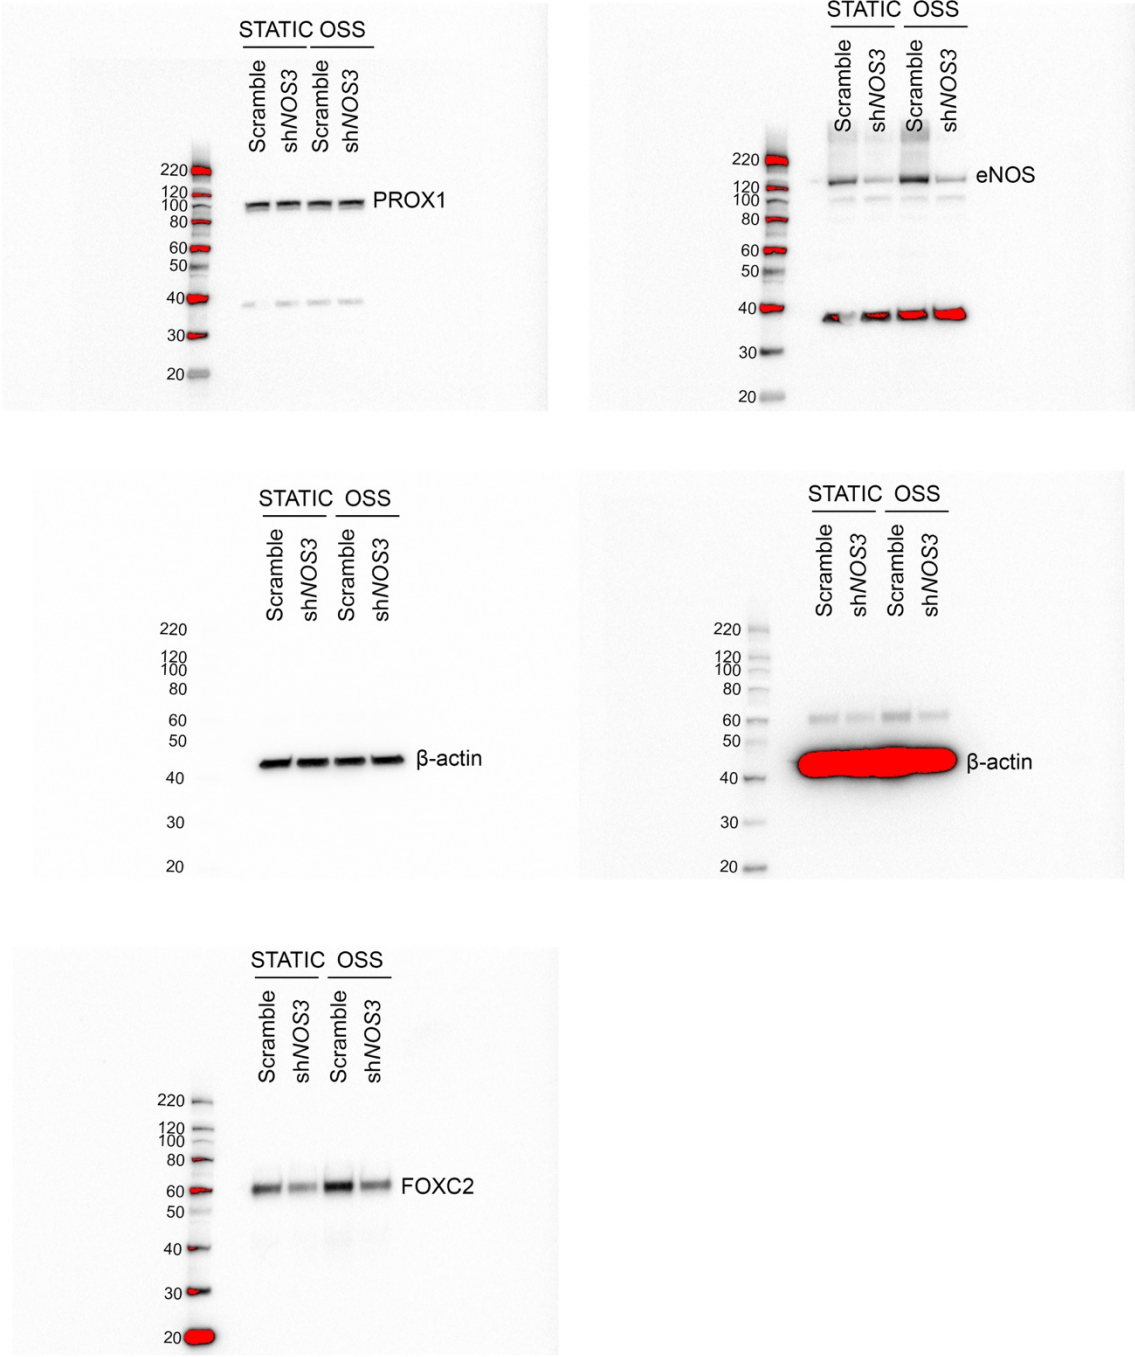 STATIC OSS
Scramble
shNOS3
Scramble
shNOS3
220
120
100
80
60
50
40
30
20
PROX1
STATIC OSS
Scramble
shNOS3
Scramble
shNOS3
220
120
100
80
60
50
40
30
20
eNOS
STATIC OSS
Scramble
shNOS3
Scramble
shNOS3
220
120
100
80
60
50
40
30
20
β-actin
STATIC OSS
Scramble
shNOS3
Scramble
shNOS3
220
120
100
80
60
50
40
30
20
β-actin
STATIC OSS
Scramble
shNOS3
Scramble
shNOS3
220
120
100
80
60
50
40
30
20
FOXC2